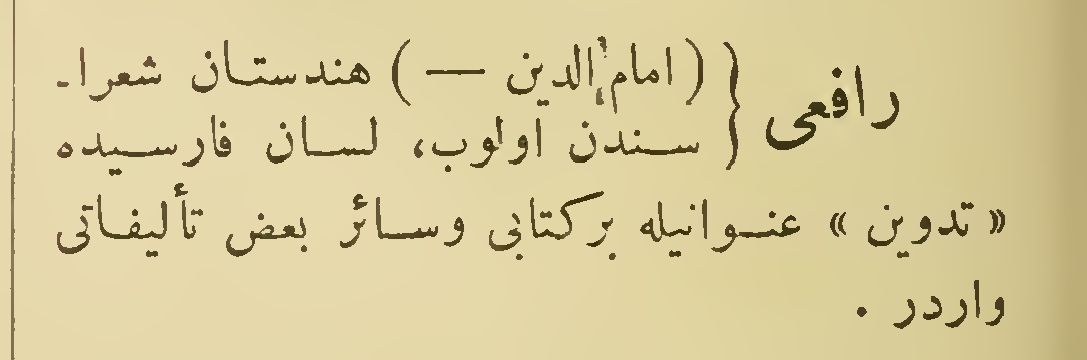 رافعی { (امام الدین —) هندستان شعرا-
سندن اولوب، لسان فارسیده
« تدوین » عنوانیله برکتابی وسائر بعض تألیفاتی
واردر .